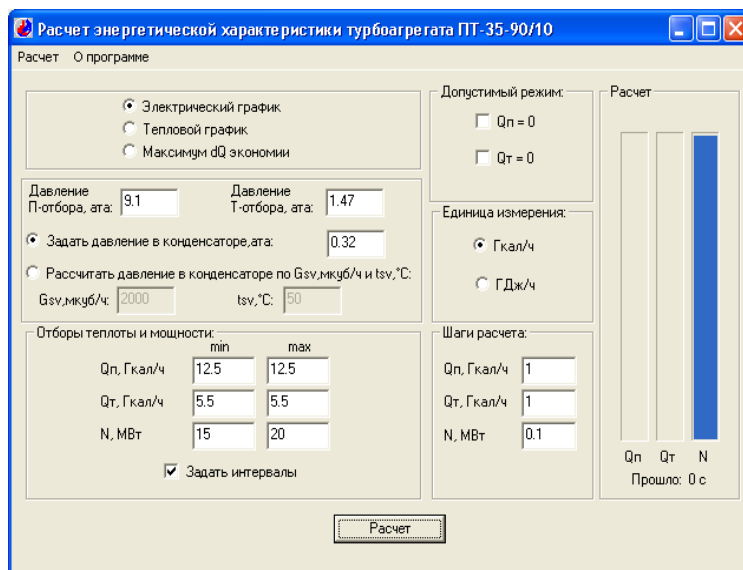 Расчет энергетической характеристики турбоагрегата ПТ-35-90/10
Расчет О программе
Электрический график
Тепловой график
Максимум dQ экономии
Допустимый режим:
Qп = 0
Qт = 0
Расчет
Давление
П-отбора, ата: 9.1
Давление
Т-отбора, ата: 1.47
Задать давление в конденсаторе,ата: 0.32
Рассчитать давление в конденсаторе по Gsv,мкуб/ч и tsv,°C:
Gsv,мкуб/ч: 2000 tsv,°C: 50
Единица измерения:
Гкал/ч
ГДж/ч
Отборы теплоты и мощности:
min max
Qп, Гкал/ч 12.5 12.5
Qт, Гкал/ч 5.5 5.5
N, МВт 15 20
Задать интервалы
Шаги расчета:
Qп, Гкал/ч 1
Qт, Гкал/ч 1
N, МВт 0.1
Qп Qт N
Прошло: 0 с
Расчет